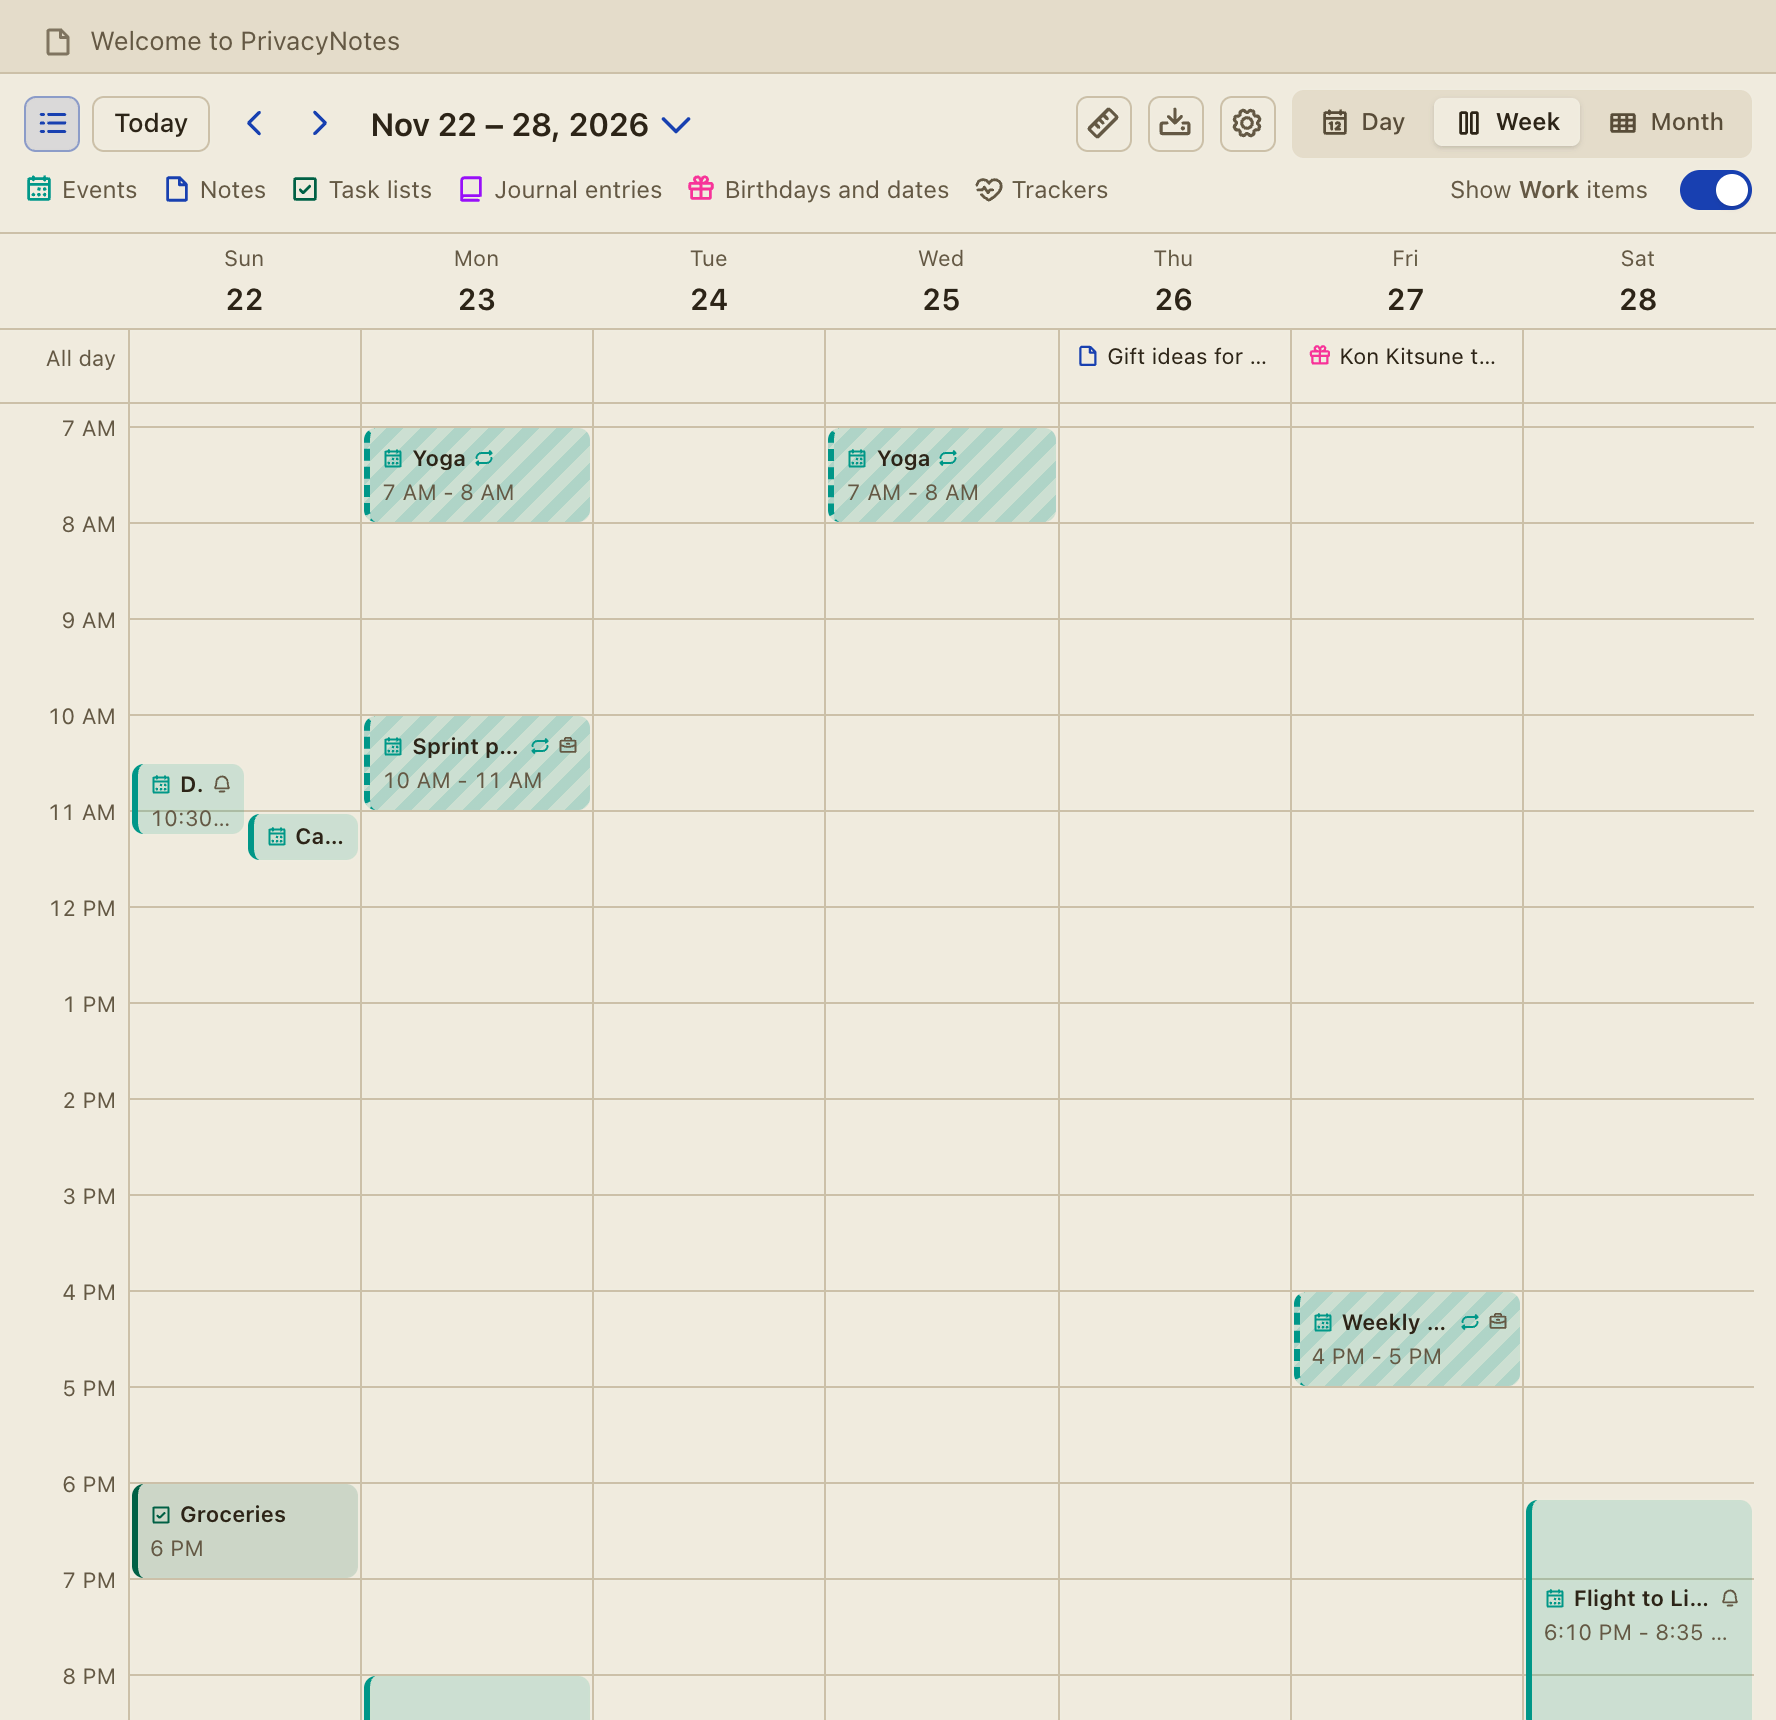 Welcome to PrivacyNotes
Today
Nov 22 – 28, 2026
Day
Week
Month
Events
Notes
Task lists
Journal entries
Birthdays and dates
Trackers
Show Work items
Sun
Mon
Tue
Wed
Thu
Fri
Sat
22
23
24
25
26
27
28
All day
Gift ideas for ...
Kon Kitsune t...
7 AM
Yoga
7 AM - 8 AM
Yoga
7 AM - 8 AM
8 AM
9 AM
10 AM
Sprint p...
10 AM - 11 AM
D.
10:30...
11 AM
Ca...
12 PM
1 PM
2 PM
3 PM
4 PM
Weekly ...
4 PM - 5 PM
5 PM
6 PM
Groceries
6 PM
7 PM
Flight to Li...
6:10 PM - 8:35 ...
8 PM